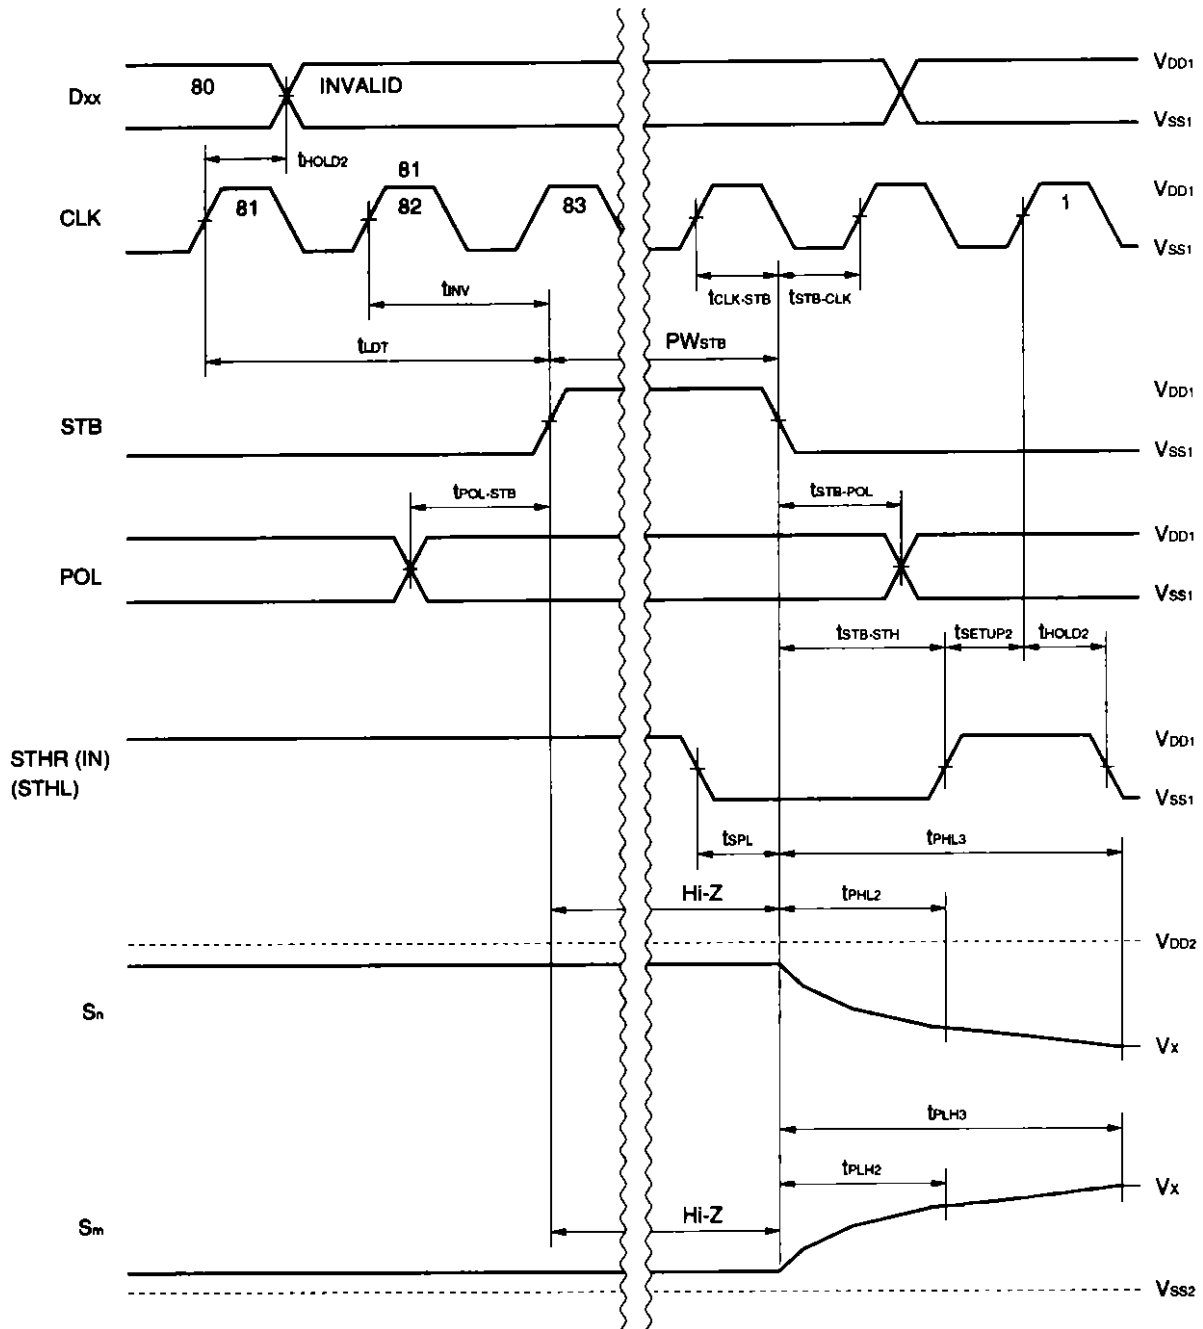 VDD1
80 INVALID
Dxx
VSS1
tHOLD2
81
VDD1
81 82 83 1
CLK
VSS1
tINV tCLK-STB tSTB-CLK
tLDT PWSTB
VDD1
STB
VSS1
tPOL-STB tSTB-POL
VDD1
POL
VSS1
tSTB-STH tSETUP2 tHOLD2
VDD1
STHR (IN)
(STHL)
VSS1
tSPL tPHL3
Hi-Z tPHL2
VDD2
Sn
VX
tPLH3
tPLH2
VX
Hi-Z
Sm
VSS2